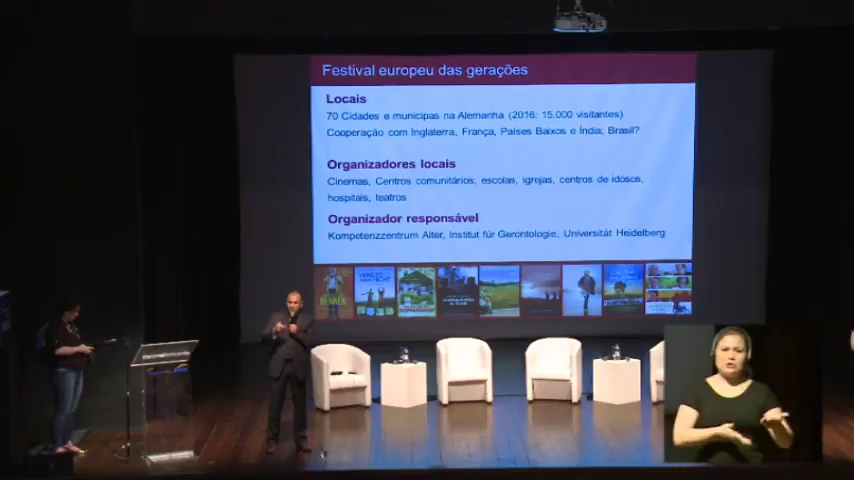 Festival europeu das gerações
Locais
70 Cidades e municipas na Alemanha (2016: 15.000 visitantes)
Cooperação com Inglaterra, França, Países Baixos e Índia; Brasil?
Organizadores locais
Cinemas, Centros comunitários, escolas, igrejas, centros de idosos,
hospitais, teatros
Organizador responsável
Kompetenzzentrum Alter, Institut für Gerontologie, Universität Heidelberg